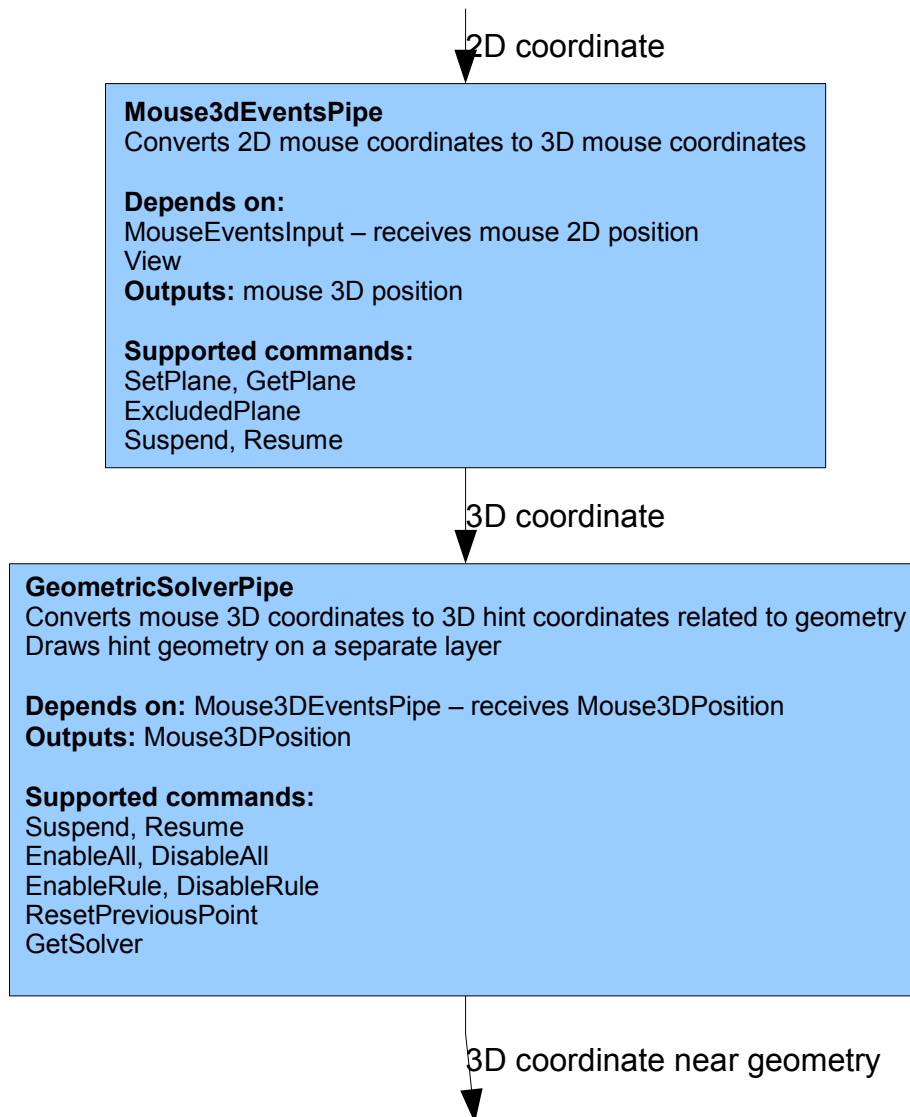 2D coordinate
Mouse3dEventsPipe
Converts 2D mouse coordinates to 3D mouse coordinates
Depends on:
MouseEventsInput – receives mouse 2D position
View
Outputs: mouse 3D position
Supported commands:
SetPlane, GetPlane
ExcludedPlane
Suspend, Resume
3D coordinate
GeometricSolverPipe
Converts mouse 3D coordinates to 3D hint coordinates related to geometry
Draws hint geometry on a separate layer
Depends on: Mouse3DEventsPipe – receives Mouse3DPosition
Outputs: Mouse3DPosition
Supported commands:
Suspend, Resume
EnableAll, DisableAll
EnableRule, DisableRule
ResetPreviousPoint
GetSolver
3D coordinate near geometry